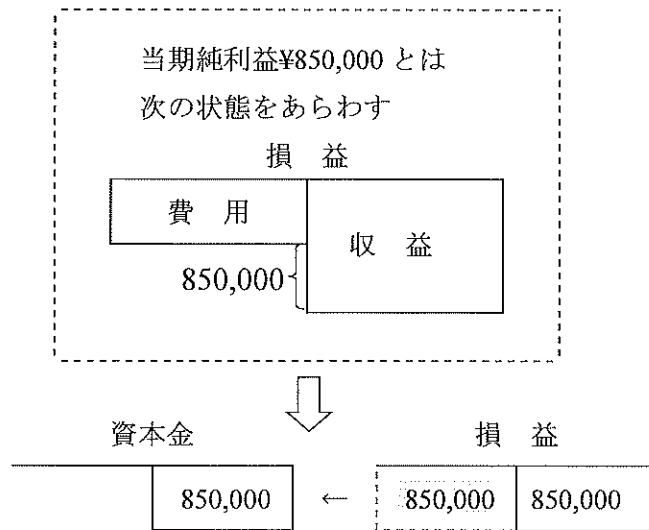 当期純利益¥850,000 とは
次の状態をあらわす
損 益
費 用
収 益
850,000
資本金 損 益
850,000 ← 850,000 850,000